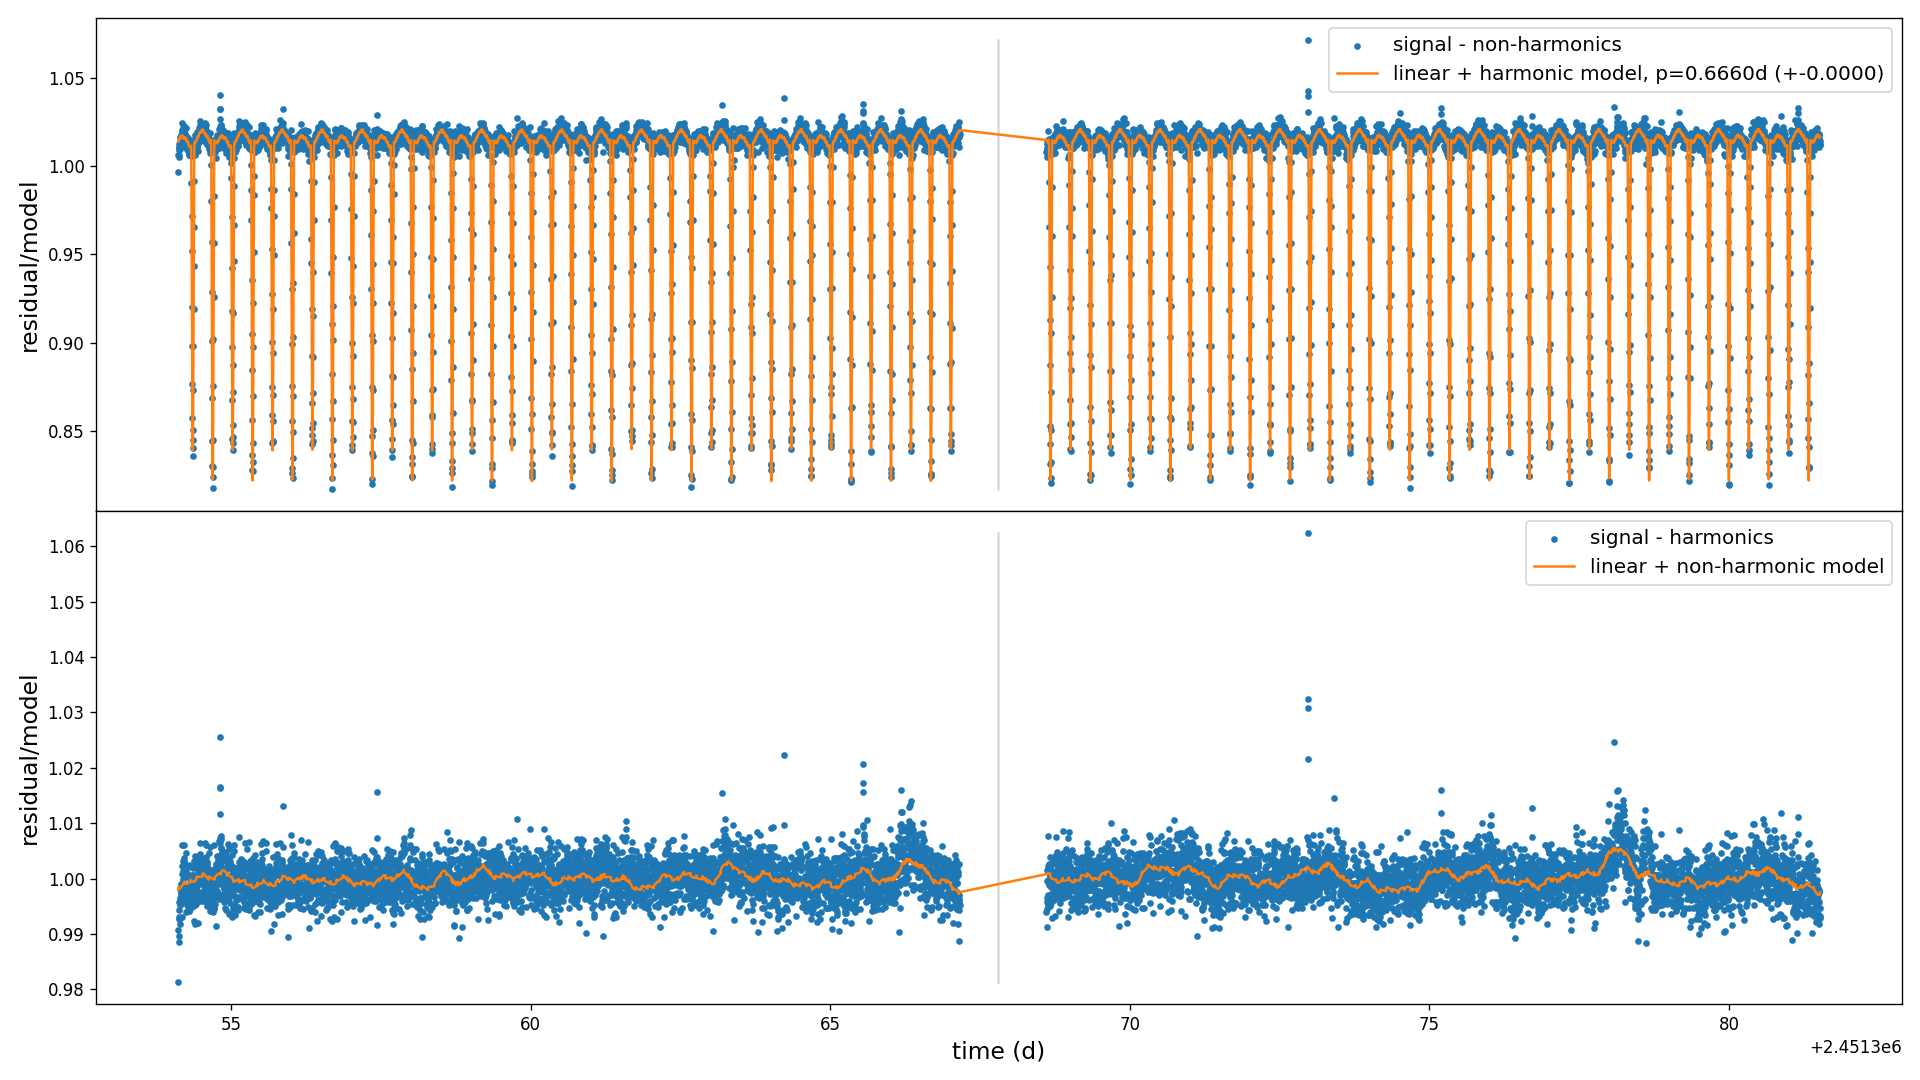 signal - non-harmonics
linear + harmonic model, p=0.6660d (+-0.0000)
residual/model
1.05
1.00
0.95
0.90
0.85
signal - harmonics
linear + non-harmonic model
residual/model
1.06
1.05
1.04
1.03
1.02
1.01
1.00
0.99
0.98
55 60 65 70 75 80
time (d)
+2.4513e6